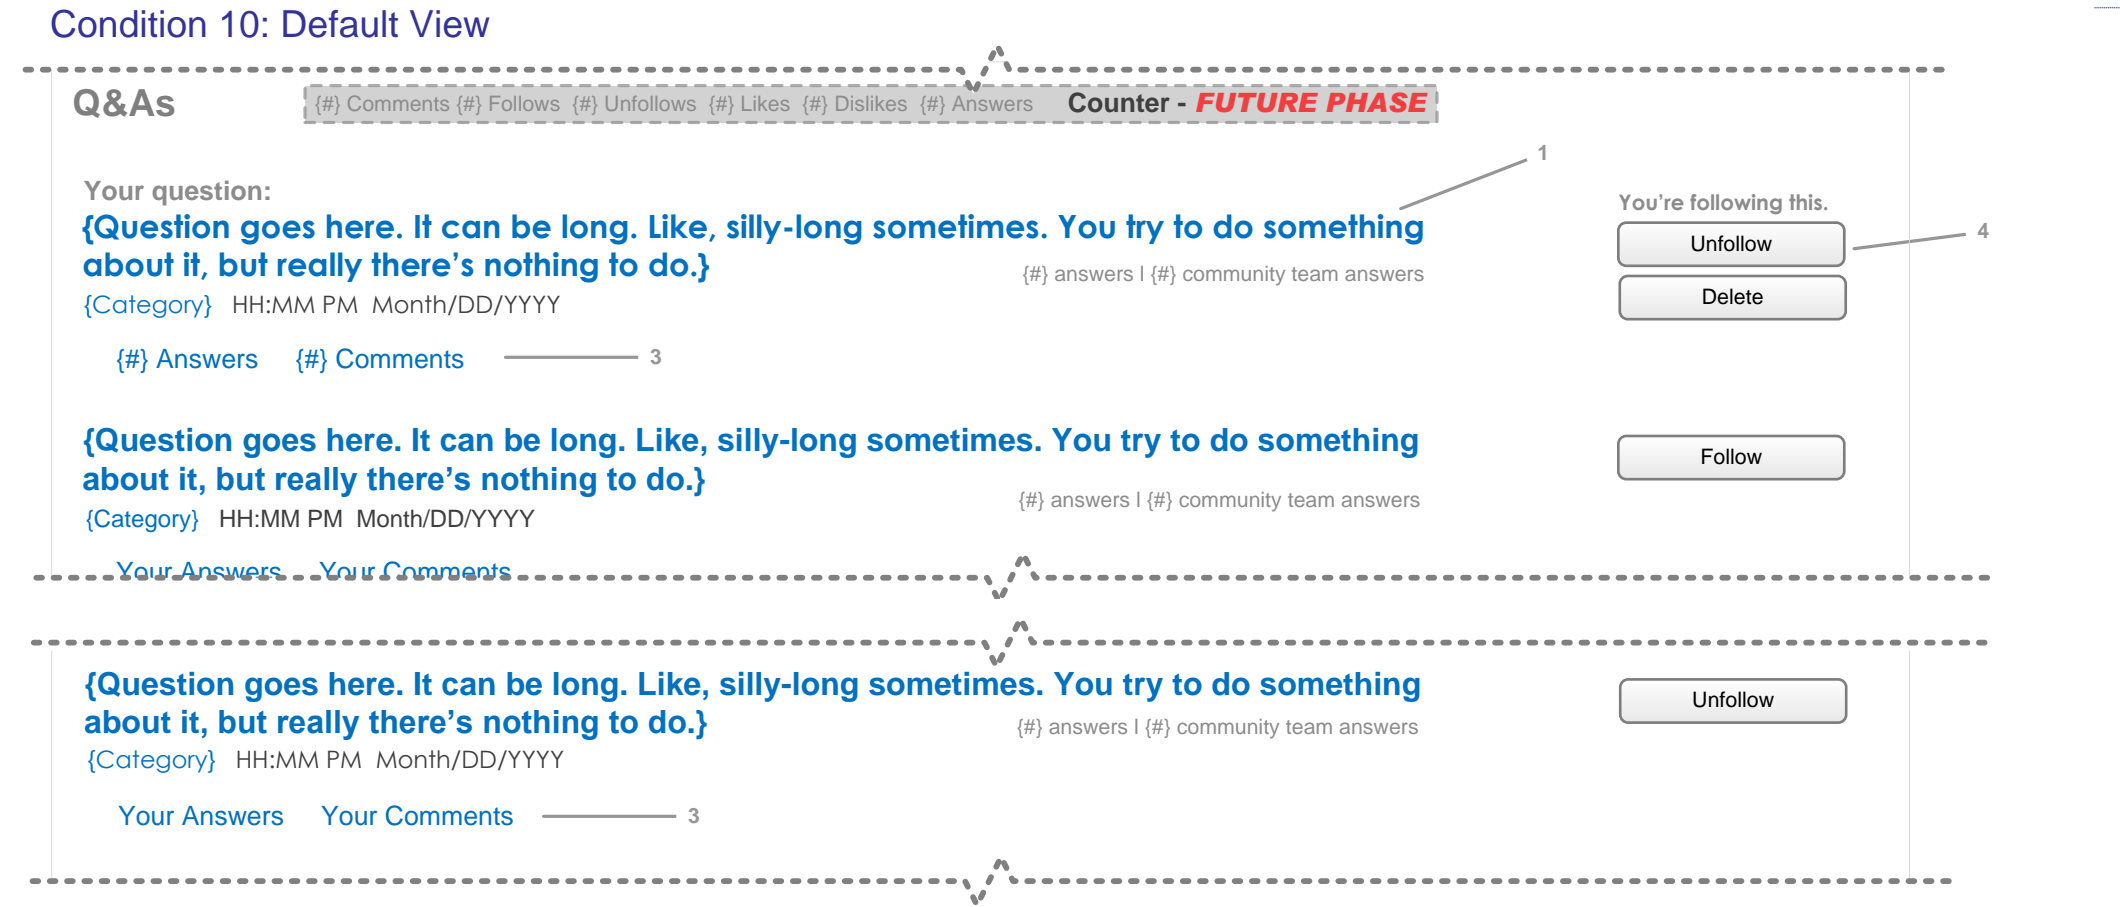 Condition 10: Default View
Q&As
{#} Comments {#} Follows {#} Unfollows {#} Likes {#} Dislikes {#} Answers Counter - FUTURE PHASE
1
Your question:
{Question goes here. It can be long. Like, silly-long sometimes. You try to do something
about it, but really there's nothing to do.}
{#} answers I {#} community team answers
{Category} HH:MM PM Month/DD/YYYY
You're following this.
Unfollow
4
Delete
{#} Answers {#} Comments
3
{Question goes here. It can be long. Like, silly-long sometimes. You try to do something
about it, but really there's nothing to do.}
{#} answers I {#} community team answers
{Category} HH:MM PM Month/DD/YYYY
Follow
Your Answers Your Comments
{Question goes here. It can be long. Like, silly-long sometimes. You try to do something
about it, but really there's nothing to do.}
{#} answers I {#} community team answers
{Category} HH:MM PM Month/DD/YYYY
Unfollow
Your Answers Your Comments
3